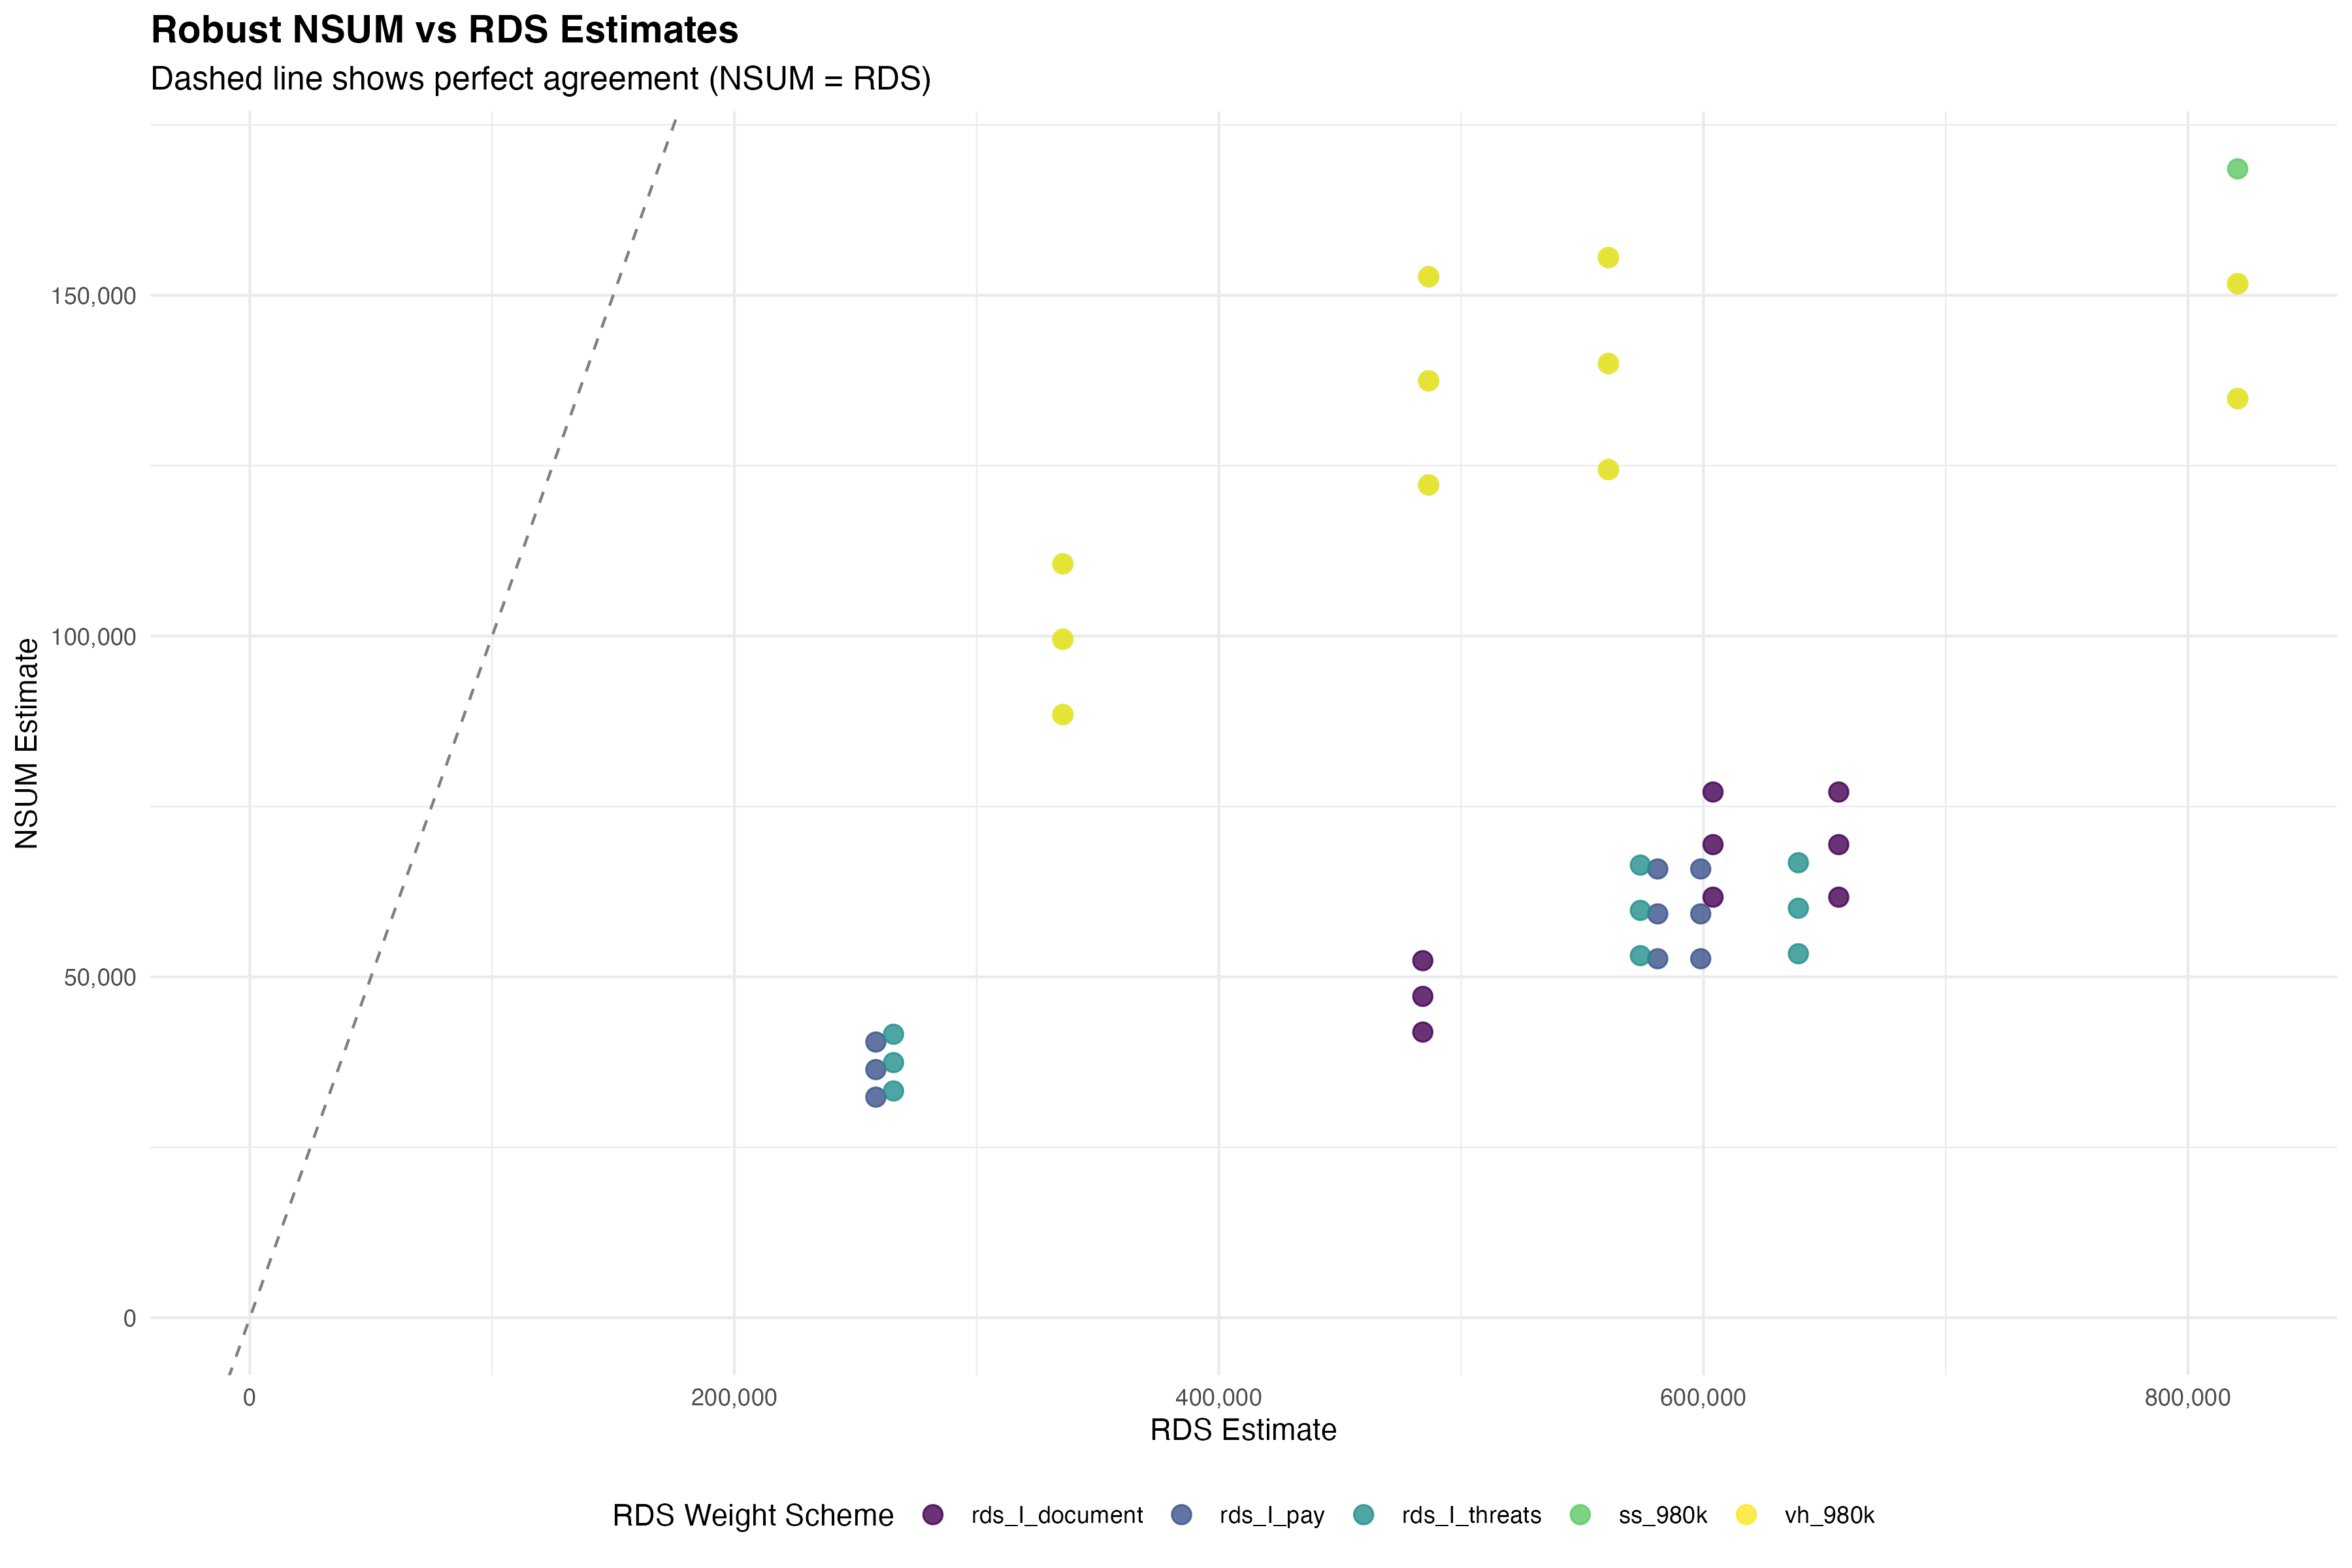 Robust NSUM vs RDS Estimates
Dashed line shows perfect agreement (NSUM = RDS)
NSUM Estimate
150,000
100,000
50,000
0
0
200,000
400,000
600,000
800,000
RDS Estimate
RDS Weight Scheme
rds_I_document
rds_I_pay
rds_I_threats
ss_980k
vh_980k